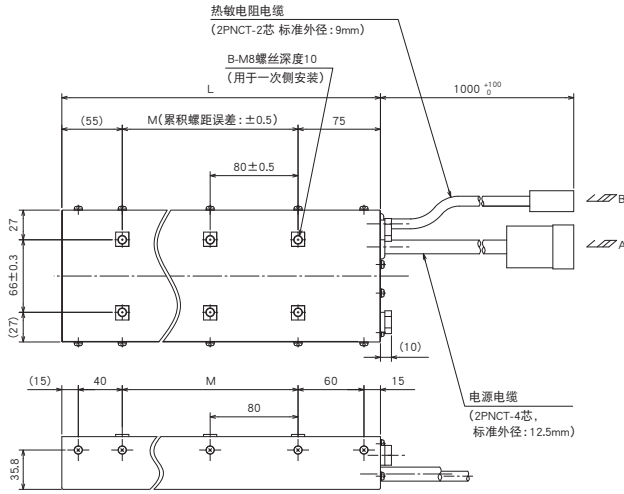 热敏电阻电缆
(2PNCT-2芯 标准外径:9mm)
B-M8螺丝深度10
(用于一次侧安装)
L
1000 +100 0
(55)
M(累积螺距误差:±0.5)
75
80±0.5
27
66±0.3
(27)
B
A
(10)
(15)
40
M
60
15
80
35.8
电源电缆
(2PNCT-4芯,
标准外径:12.5mm)